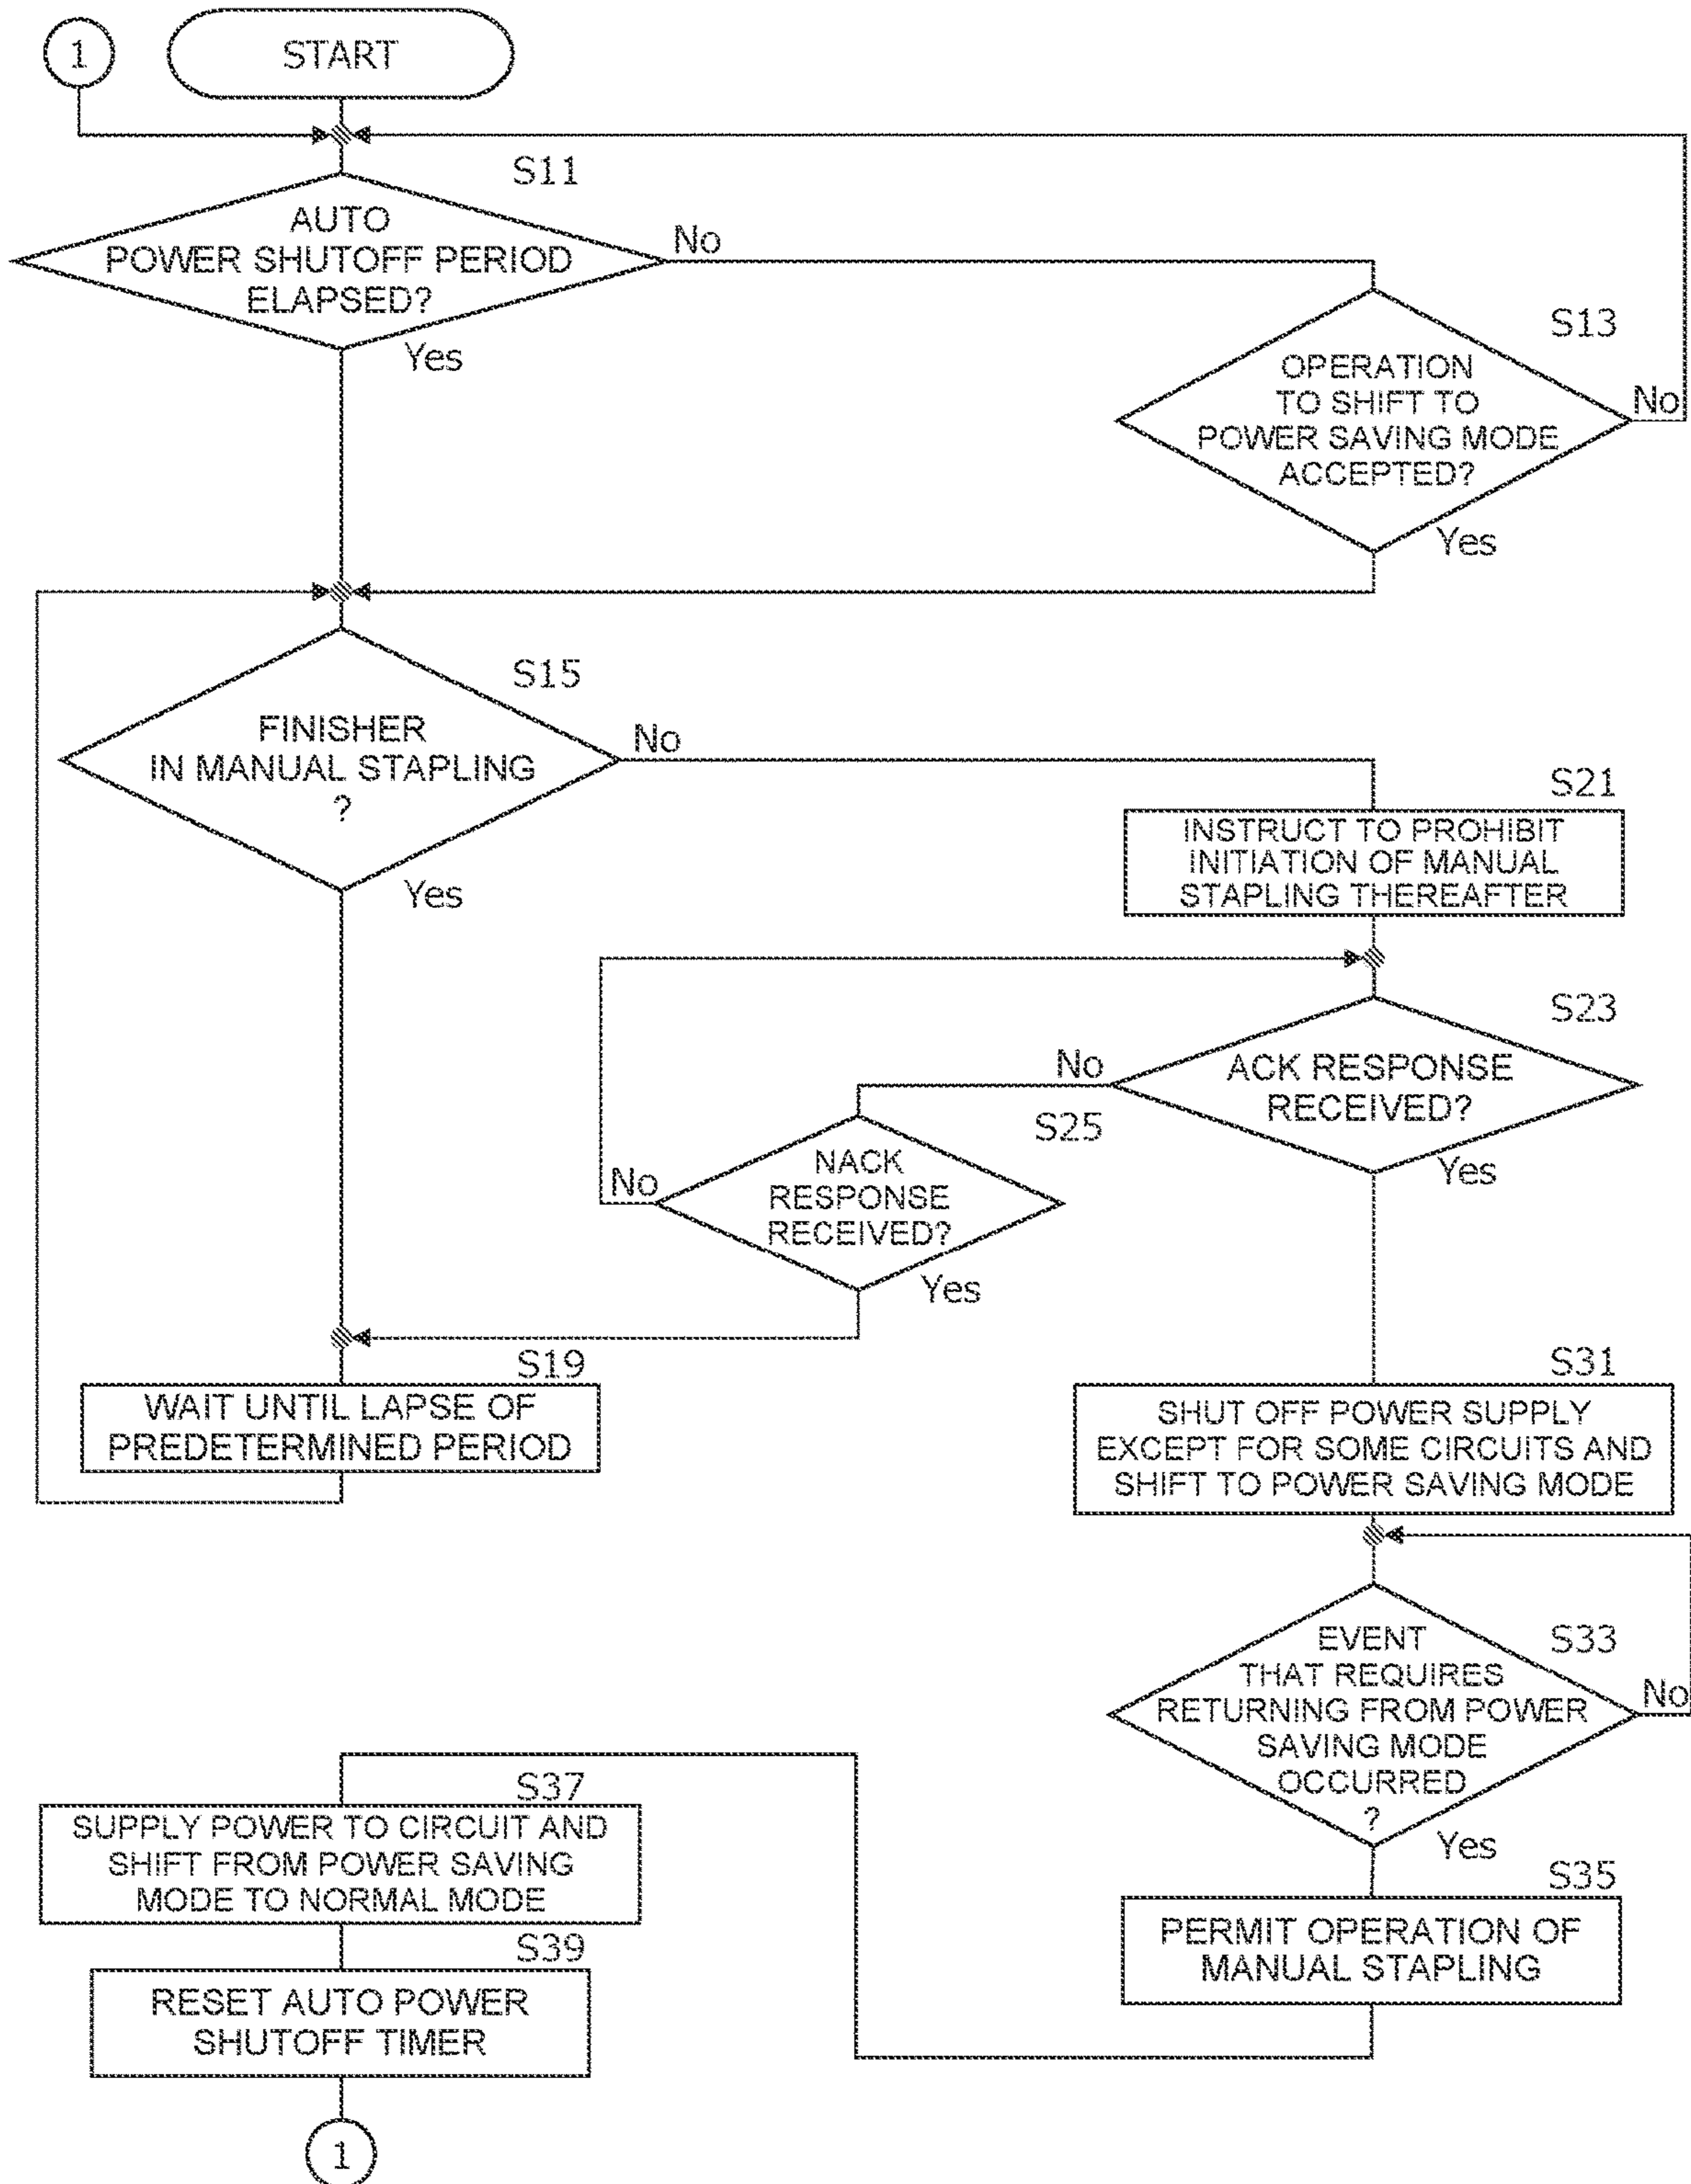 1
START
S11
AUTO
POWER SHUTOFF PERIOD
ELAPSED?
No
Yes
S13
OPERATION
TO SHIFT TO
POWER SAVING MODE
ACCEPTED?
No
Yes
S15
FINISHER
IN MANUAL STAPLING
?
No
Yes
S21
INSTRUCT TO PROHIBIT
INITIATION OF MANUAL
STAPLING THEREAFTER
S23
ACK RESPONSE
RECEIVED?
No
Yes
S25
NACK
RESPONSE
RECEIVED?
No
Yes
S19
WAIT UNTIL LAPSE OF
PREDETERMINED PERIOD
S31
SHUT OFF POWER SUPPLY
EXCEPT FOR SOME CIRCUITS AND
SHIFT TO POWER SAVING MODE
S33
EVENT
THAT REQUIRES
RETURNING FROM POWER
SAVING MODE
OCCURRED
?
No
Yes
S35
PERMIT OPERATION OF
MANUAL STAPLING
S37
SUPPLY POWER TO CIRCUIT AND
SHIFT FROM POWER SAVING
MODE TO NORMAL MODE
S39
RESET AUTO POWER
SHUTOFF TIMER
1